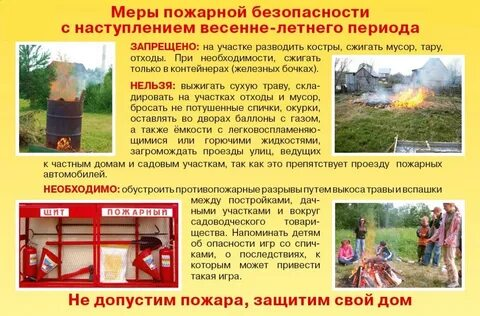 Меры пожарной безопасности
с наступлением весенне-летнего периода
ЗАПРЕЩЕНО: на участке разводить костры, сжигать мусор, тару,
отходы. При необходимости, сжигать
только в контейнерах (железных бочках).
НЕЛЬЗЯ: выжигать сухую траву, скла-
дировать на участках отходы и мусор,
бросать не потушенные спички, окурки,
оставлять во дворах баллоны с газом,
а также ёмкости с легковоспламеняю-
щимися или горючими жидкостями,
загромождать проезды улиц, ведущих
к частным домам и садовым участкам, так как это препятствует проезду пожарных
автомобилей.
НЕОБХОДИМО: обустроить противопожарные разрывы путем выкоса травы и вспашки
между постройками, дач-
ными участками и вокруг
садоводческого товари-
щества. Напоминать детям
об опасности игр со спич-
ками, о последствиях, к
которым может привести
такая игра.
ЩИТ ПОЖАРНЫЙ
Не допустим пожара, защитим свой дом